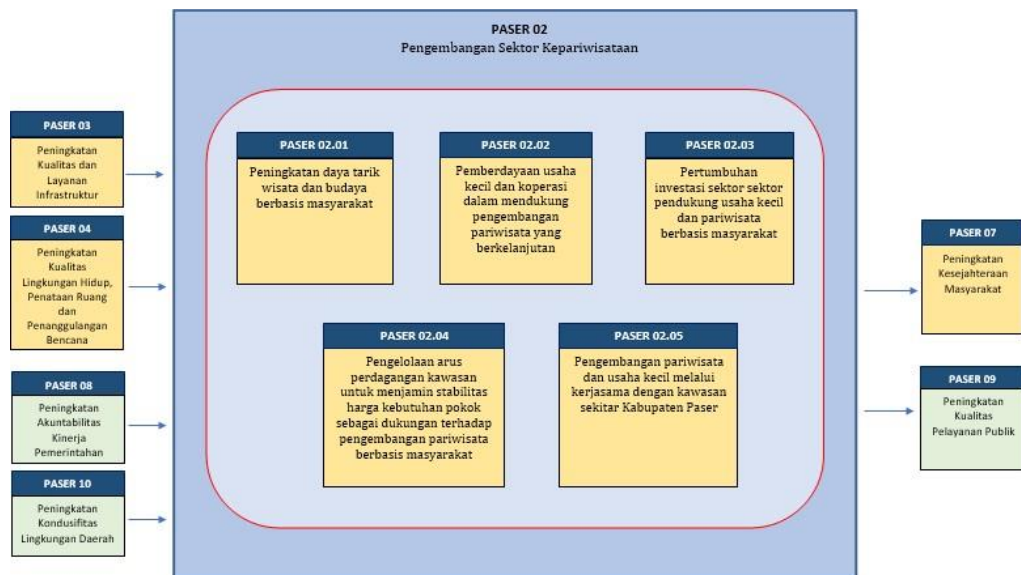 PASER 02
Pengembangan Sektor Kepariwisataan
PASER 03
Peningkatan
Kualitas dan
Layanan
Infrastruktur
PASER 04
Peningkatan
Kualitas
Lingkungan Hidup,
Penataan Ruang
dan
Penanggulangan
Bencana
PASER 08
Peningkatan
Akuntabilitas
Kinerja
Pemerintahan
PASER 10
Peningkatan
Kondusifitas
Lingkungan Daerah
PASER 02.01
Peningkatan daya tarik
wisata dan budaya
berbasis masyarakat
PASER 02.02
Pemberdayaan usaha
kecil dan koperasi
dalam mendukung
pengembangan
pariwisata yang
berkelanjutan
PASER 02.03
Pertumbuhan
investasi sektor sektor
pendukung usaha kecil
dan pariwisata
berbasis masyarakat
PASER 02.04
Pengelolaan arus
perdagangan kawasan
untuk menjamin stabilitas
harga kebutuhan pokok
sebagai dukungan terhadap
pengembangan pariwisata
berbasis masyarakat
PASER 02.05
Pengembangan pariwisata
dan usaha kecil melalui
kerjasama dengan kawasan
sekitar Kabupaten Paser
PASER 07
Peningkatan
Kesejahteraan
Masyarakat
PASER 09
Peningkatan
Kualitas
Pelayanan Publik